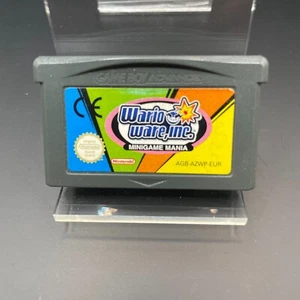 GAME BOY ADVANCE
CE
Wario
Ware, Inc.
MINIGAME MANIA
Nintendo
AGB-AZWP-EUR